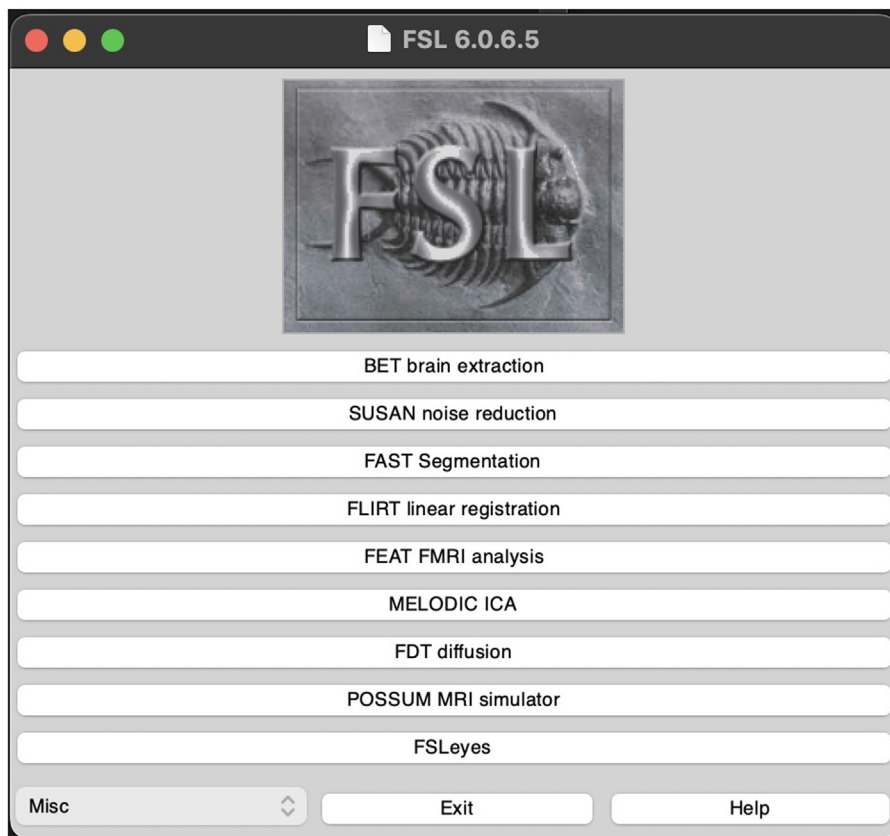 FSL 6.0.6.5
FSL
BET brain extraction
SUSAN noise reduction
FAST Segmentation
FLIRT linear registration
FEAT FMRI analysis
MELODIC ICA
FDT diffusion
POSSUM MRI simulator
FSLeyes
Misc Exit Help